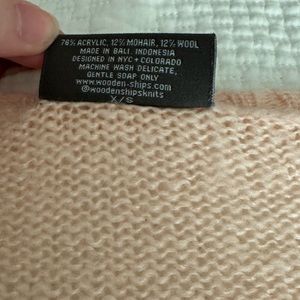 76% ACRYLIC, 12% MOHAIR, 12% WOOL
MADE IN BALI, INDONESIA
DESIGNED IN NYC + COLORADO
MACHINE WASH DELICATE,
GENTLE SOAP ONLY
www.wooden-ships.com
@woodenshipsknits
X/S